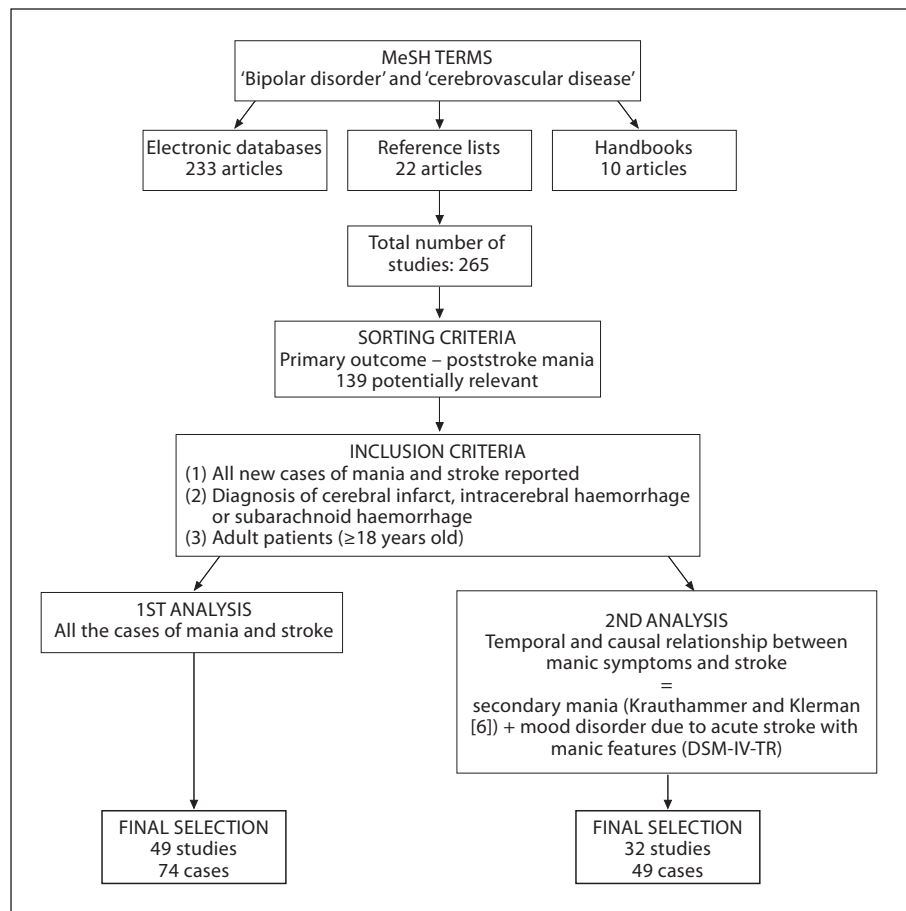 MeSH TERMS
'Bipolar disorder' and 'cerebrovascular disease'
Electronic databases
233 articles
Reference lists
22 articles
Handbooks
10 articles
Total number of
studies: 265
SORTING CRITERIA
Primary outcome – poststroke mania
139 potentially relevant
INCLUSION CRITERIA
(1) All new cases of mania and stroke reported
(2) Diagnosis of cerebral infarct, intracerebral haemorrhage
or subarachnoid haemorrhage
(3) Adult patients (≥18 years old)
1ST ANALYSIS
All the cases of mania and stroke
2ND ANALYSIS
Temporal and causal relationship between
manic symptoms and stroke
=
secondary mania (Krauthammer and Klerman
[6]) + mood disorder due to acute stroke with
manic features (DSM-IV-TR)
FINAL SELECTION
49 studies
74 cases
FINAL SELECTION
32 studies
49 cases